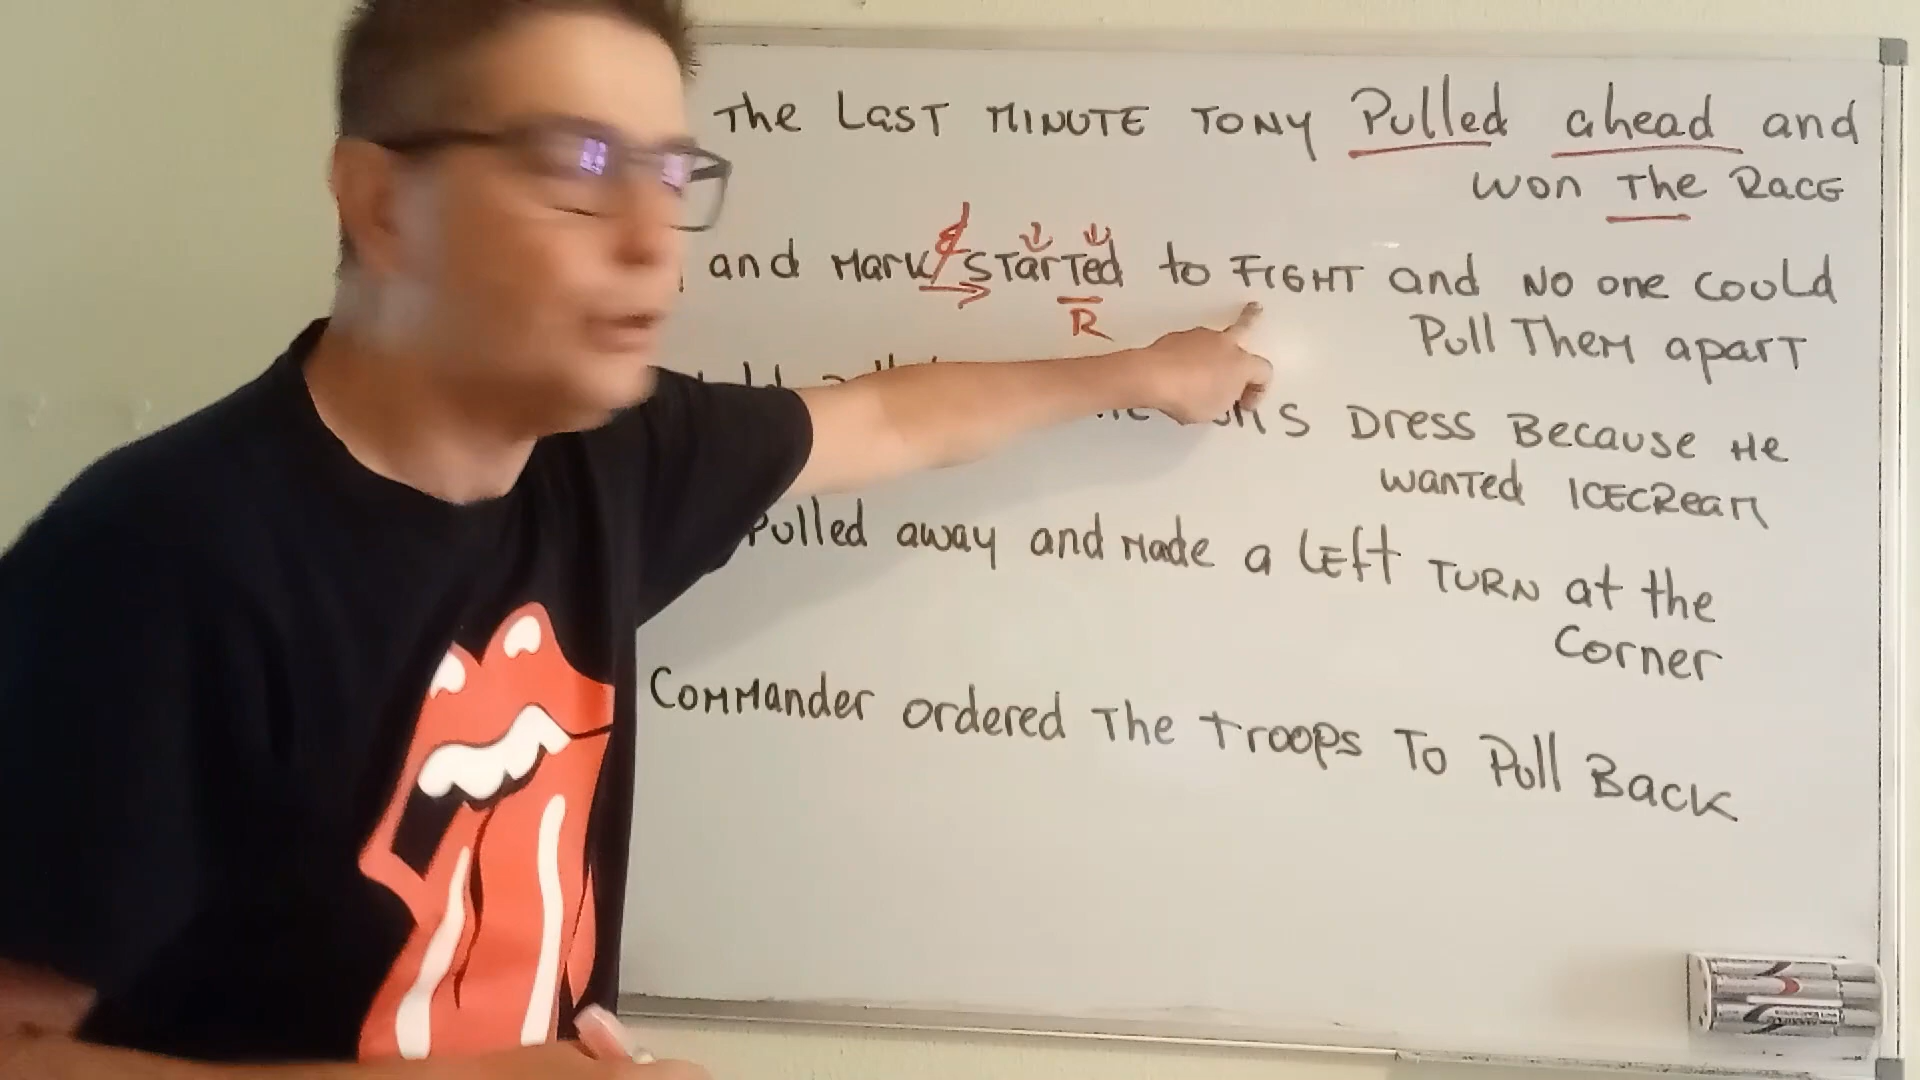 The Last MINUTE TONY Pulled ahead and
won The Race
and Mark started to FIGHT and No one could
R
Pull Them apart
s Dress Because He
wanted ICECREAM
Pulled away and made a left TURN at the
Corner
Commander ordered The troops To Pull Back